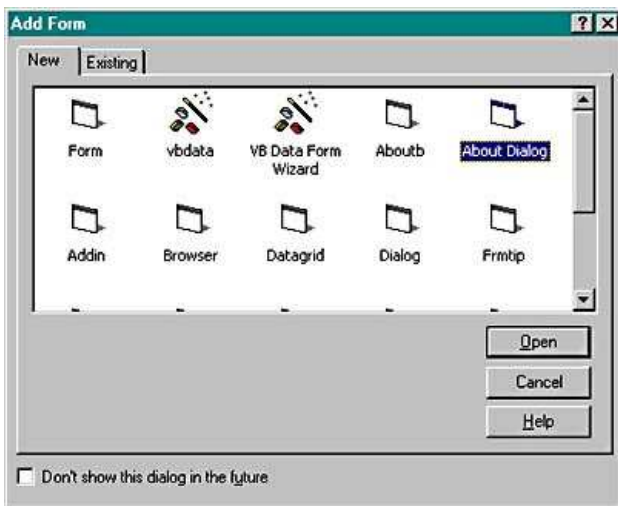 Add Form
New Existing
Form vbdata VB Data Form Wizard Aboutb About Dialog
Addin Browser Datagrid Dialog Frmtip
Open
Cancel
Help
Don't show this dialog in the future